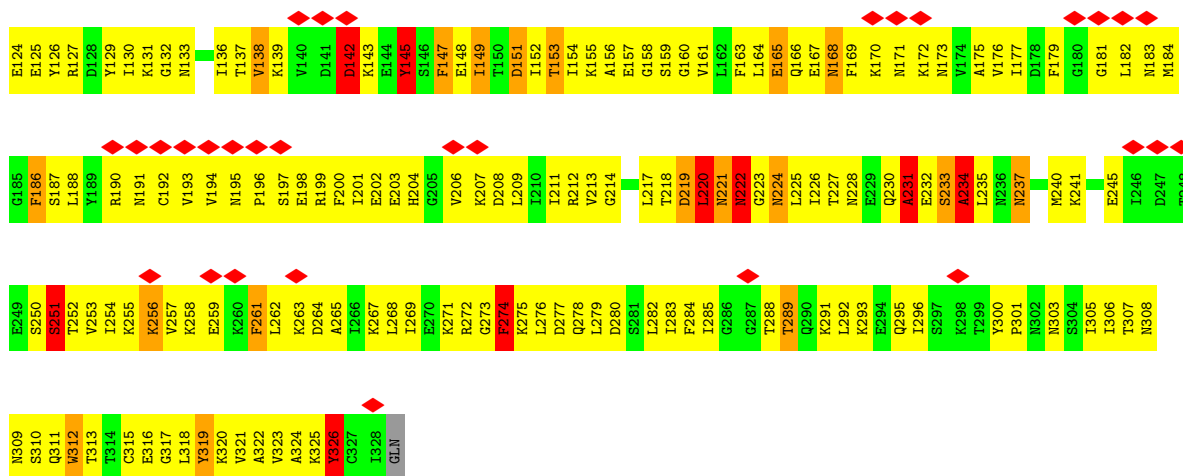 E124 E125 Y126 R127 D128 Y129 I130 K131 G132 N133 I136 T137 V138 K139 V140 D141 D142 K143 E144 Y145 S146 F147 E148 I149 T150 D151 I152 T153 I154 K155 A156 E157 G158 S159 G160 V161 L162 F163 L164 E165 Q166 E167 N168 F169 K170 N171 K172 N173 V174 A175 V176 I177 D178 F179 G180 G181 L182 N183 M184
G185 F186 S187 L188 Y189 R190 N191 C192 V193 V194 N195 P196 S197 E198 R199 F200 I201 E202 E203 H204 G205 V206 K207 D208 L209 I210 I211 R212 V213 G214 L217 T218 D219 L220 N221 N222 G223 N224 L225 I226 T227 N228 E229 Q230 A231 E232 S233 A234 L235 N236 N237 M240 K241 E245 I246 D247 T248
E249 S250 S251 T252 V253 I254 K255 K256 V257 K258 E259 K260 F261 L262 K263 D264 A265 I266 K267 L268 I269 E270 K271 R272 G273 F274 K275 L276 D277 Q278 L279 D280 S281 L282 I283 F284 I285 G286 G287 T288 T289 Q290 K291 L292 K293 E294 Q295 I296 S297 K298 T299 Y300 P301 N302 N303 S304 I305 I306 T307 N308
N309 S310 Q311 W312 T313 T314 C315 E316 G317 L318 Y319 K320 V321 A322 V323 A324 K325 Y326 C327 I328 GLN